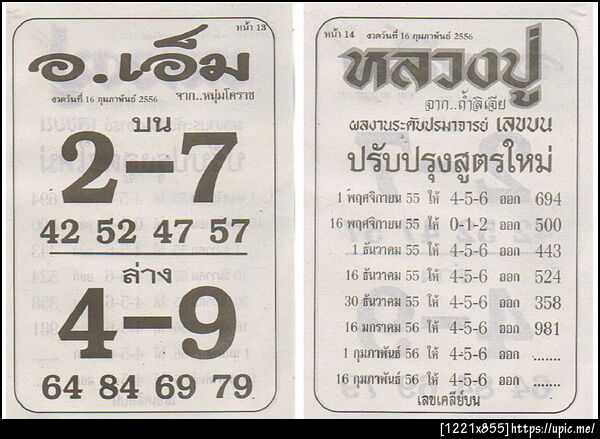 หน้า 13
อ.เอ็ม
งวดวันที่ 16 กุมภาพันธ์ 2556
จาก..หนุ่มโคราช
บน
2-7
42 52 47 57
ล่าง
4-9
64 84 69 79
หน้า 14
งวดวันที่ 16 กุมภาพันธ์ 2556
หลวงปู่
จาก..ถ้ำลิเจีย
ผลงานระดับปรมาจารย์ เลขบน
ปรับปรุงสูตรใหม่
1 พฤศจิกายน 55 ให้ 4-5-6 ออก 694
16 พฤศจิกายน 55 ให้ 0-1-2 ออก 500
1 ธันวาคม 55 ให้ 4-5-6 ออก 443
16 ธันวาคม 55 ให้ 4-5-6 ออก 524
30 ธันวาคม 55 ให้ 4-5-6 ออก 358
16 มกราคม 56 ให้ 4-5-6 ออก 981
1 กุมภาพันธ์ 56 ให้ 4-5-6 ออก .......
16 กุมภาพันธ์ 56 ให้ 4-5-6 ออก .......
เลขเคลีย์บน
[1221x855]https://upic.me/